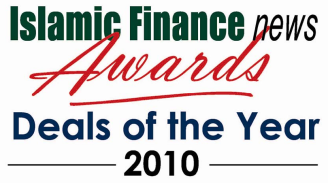 Islamic Finance news
Awards
Deals of the Year
2010